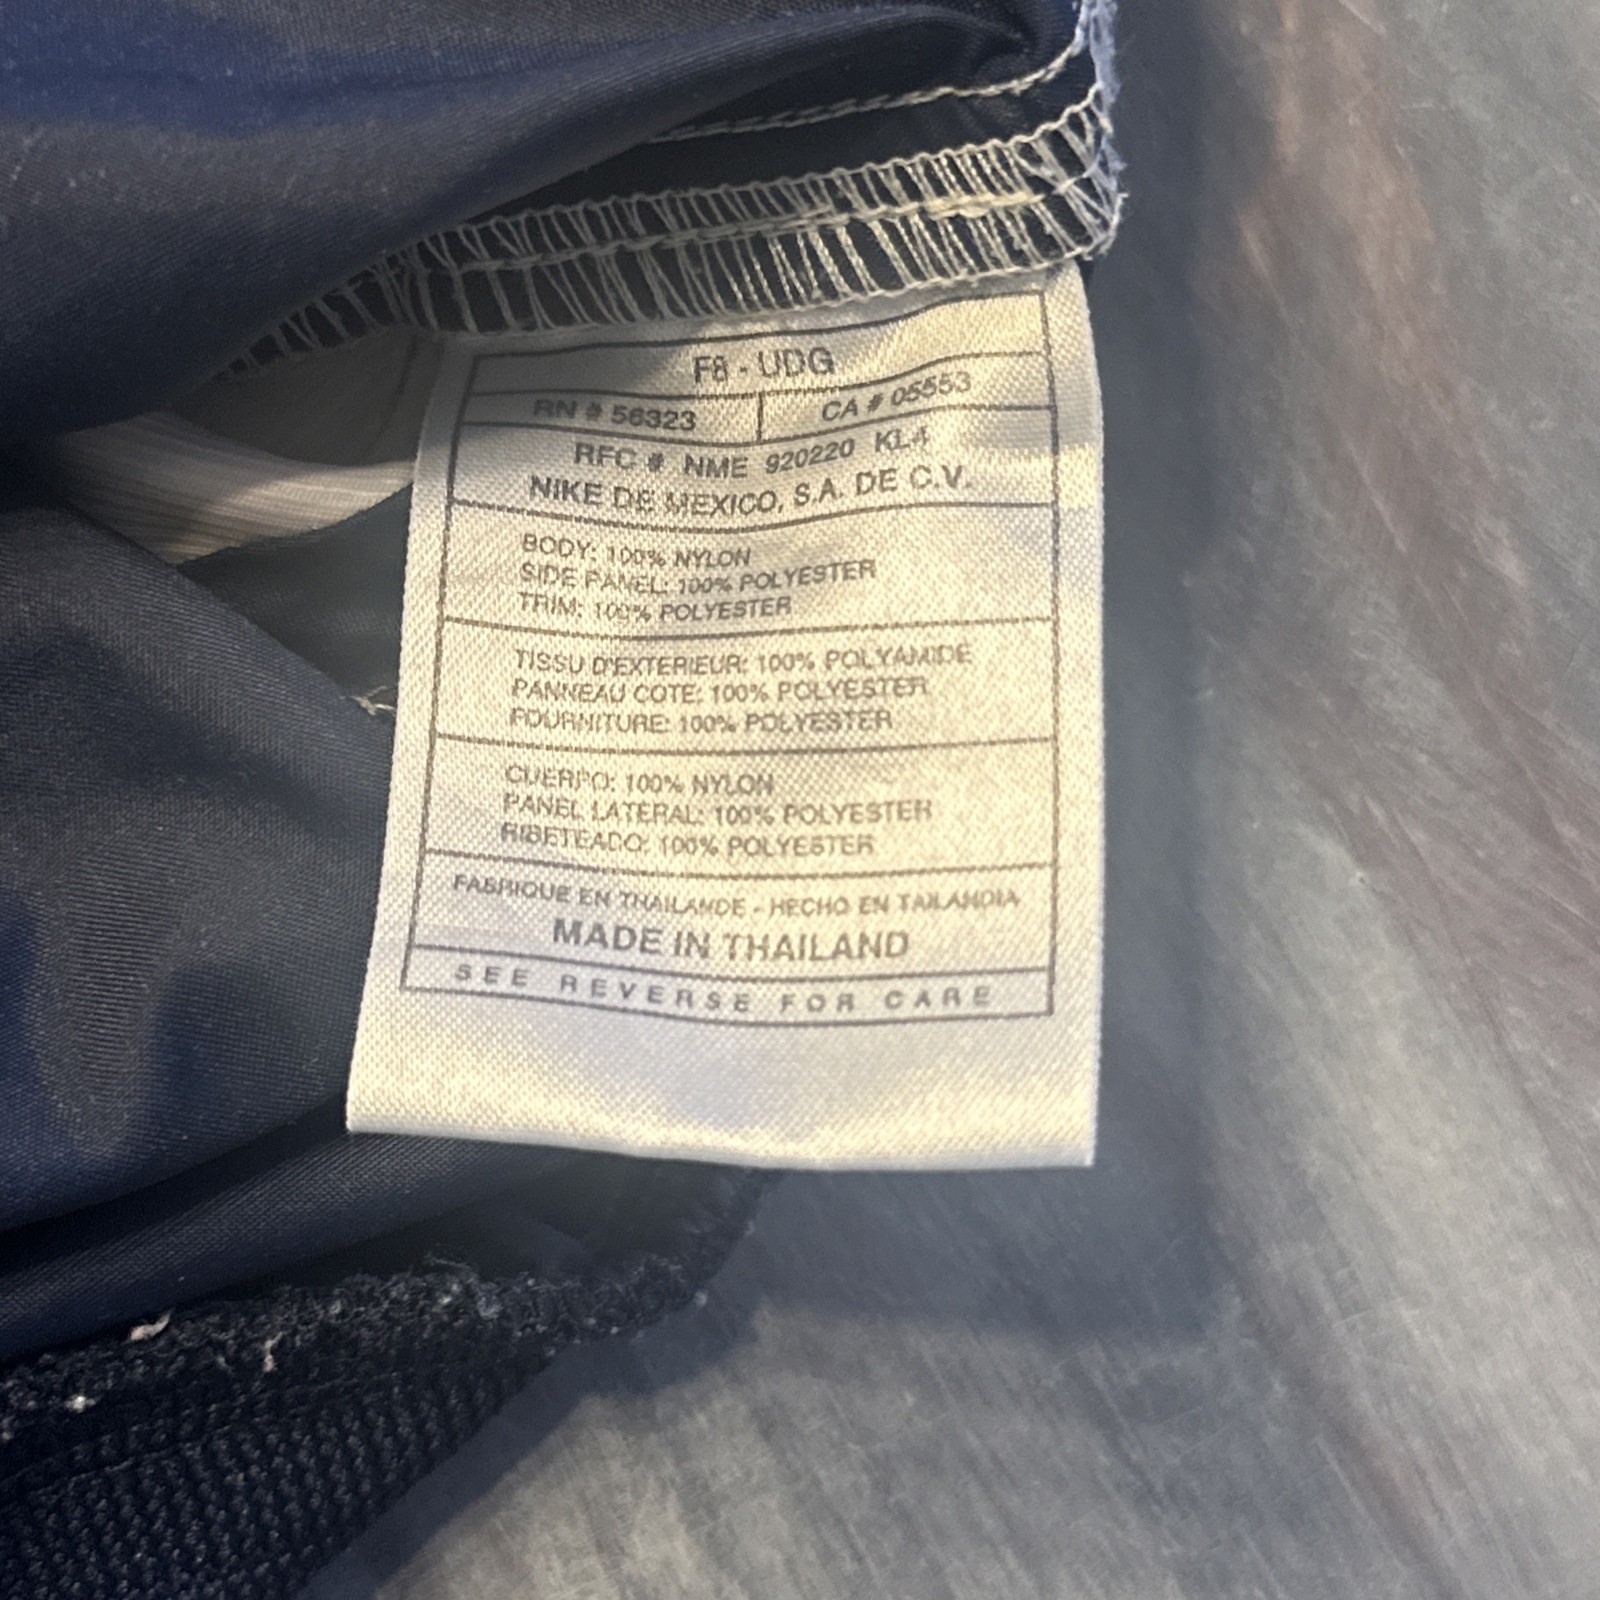 F8 - UDG
RN # 56323 CA # 05553
RFC # NME 920220 KL4
NIKE DE MEXICO, S.A. DE C.V.
BODY: 100% NYLON
SIDE PANEL: 100% POLYESTER
TRIM: 100% POLYESTER
TISSU D'EXTERIEUR: 100% POLYAMIDE
PANNEAU COTE: 100% POLYESTER
FOURNITURE: 100% POLYESTER
CUERPO: 100% NYLON
PANEL LATERAL: 100% POLYESTER
RIBETEADO: 100% POLYESTER
FABRIQUE EN THAILANDE - HECHO EN TAILANDIA
MADE IN THAILAND
SEE REVERSE FOR CARE